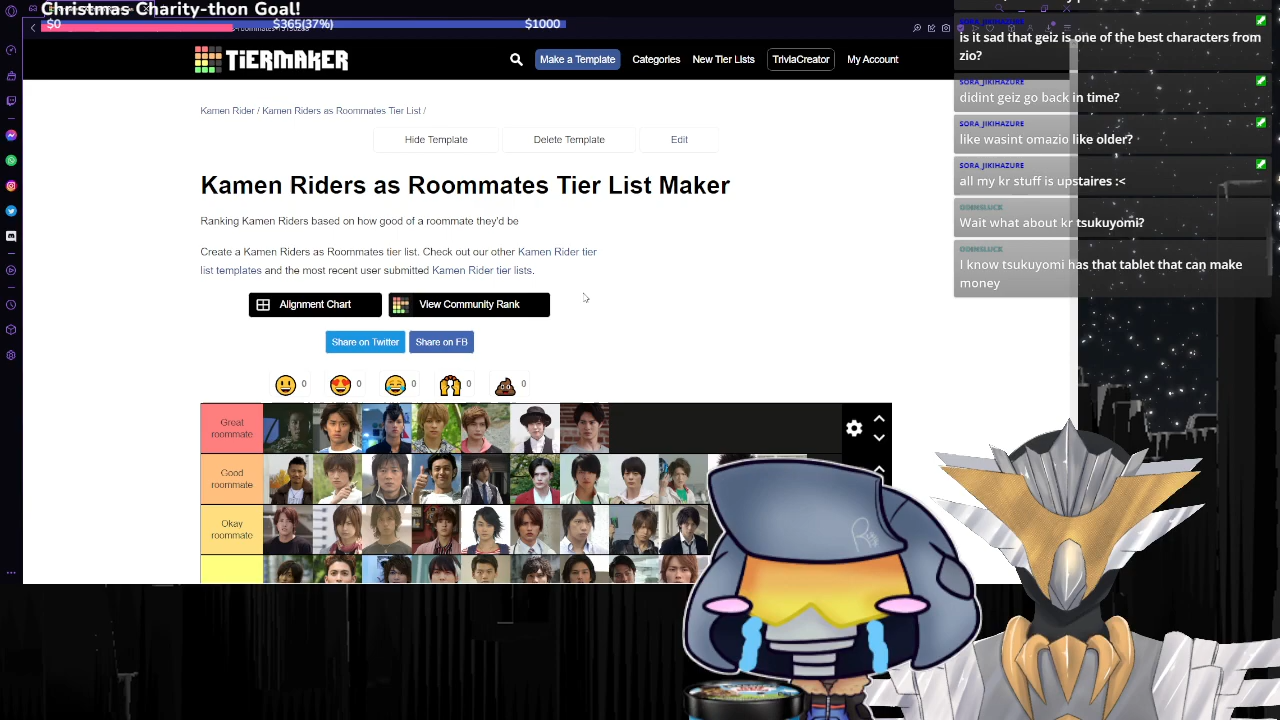 Christmas Charity-thon Goal!
$0 $365(37%) $1000
TIERMAKER
Make a Template
Categories
New Tier Lists
TriviaCreator
My Account
Kamen Rider / Kamen Riders as Roommates Tier List /
Hide Template
Delete Template
Edit
Kamen Riders as Roommates Tier List Maker
Ranking Kamen Riders based on how good of a roommate they'd be
Create a Kamen Riders as Roommates tier list. Check out our other Kamen Rider tier
list templates and the most recent user submitted Kamen Rider tier lists.
Alignment Chart
View Community Rank
Share on Twitter
Share on FB
0 0 0 0 0
Great
roommate
Good
roommate
Okay
roommate
SORA_JIKIHAZURE
is it sad that geiz is one of the best characters from
zio?
SORA_JIKIHAZURE
didint geiz go back in time?
SORA_JIKIHAZURE
like wasint omazio like older?
SORA_JIKIHAZURE
all my kr stuff is upstaires :<
ODINSLUCK
Wait what about kr tsukuyomi?
ODINSLUCK
I know tsukuyomi has that tablet that can make
money